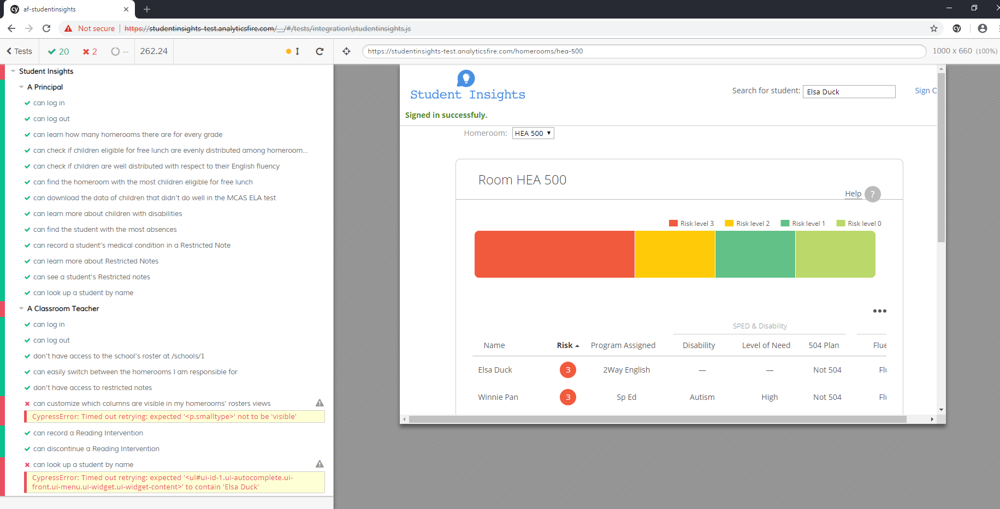 cy af-studentinsights
Not secure https://studentinsights-test.analyticsfire.com/__/#/tests/integration\studentinsights.js cy
Tests 20 2 -- 262.24 https://studentinsights-test.analyticsfire.com/homerooms/hea-500 1000 x 660 (100%)
Student Insights
A Principal
can log in
can log out
can learn how many homerooms there are for every grade
can check if children eligible for free lunch are evenly distributed among homeroom...
can check if children are well distributed with respect to their English fluency
can find the homeroom with the most children eligible for free lunch
can download the data of children that didn't do well in the MCAS ELA test
can learn more about children with disabilities
can find the student with the most absences
can record a student's medical condition in a Restricted Note
can learn more about Restricted Notes
can see a student's Restricted notes
can look up a student by name
A Classroom Teacher
can log in
can log out
don't have access to the school's roster at /schools/1
can easily switch between the homerooms I am responsible for
don't have access to restricted notes
can customize which columns are visible in my homerooms' rosters views
CypressError: Timed out retrying: expected '<p.smalltype>' not to be 'visible'
can record a Reading Intervention
can discontinue a Reading Intervention
can look up a student by name
CypressError: Timed out retrying: expected '<ul#ui-id-1.ui-autocomplete.ui-
front.ui-menu.ui-widget.ui-widget-content>' to contain 'Elsa Duck'
Student Insights
Search for student: Elsa Duck Sign O
Signed in successfuly.
Homeroom: HEA 500
Room HEA 500
Help ?
Risk level 3 Risk level 2 Risk level 1 Risk level 0
SPED & Disability
Name Risk Program Assigned Disability Level of Need 504 Plan Flue
Elsa Duck 3 2Way English — — Not 504 Flu
Winnie Pan 3 Sp Ed Autism High Not 504 Flu